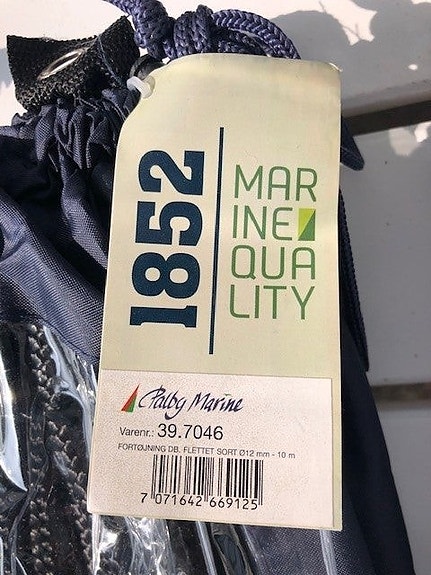 1852
MAR
INE
QUA
LITY
Palby Marine
Varenr.: 39.7046
FORTØJNING DB. FLETTET SORT Ø12 mm - 10 m
7 071642 669125